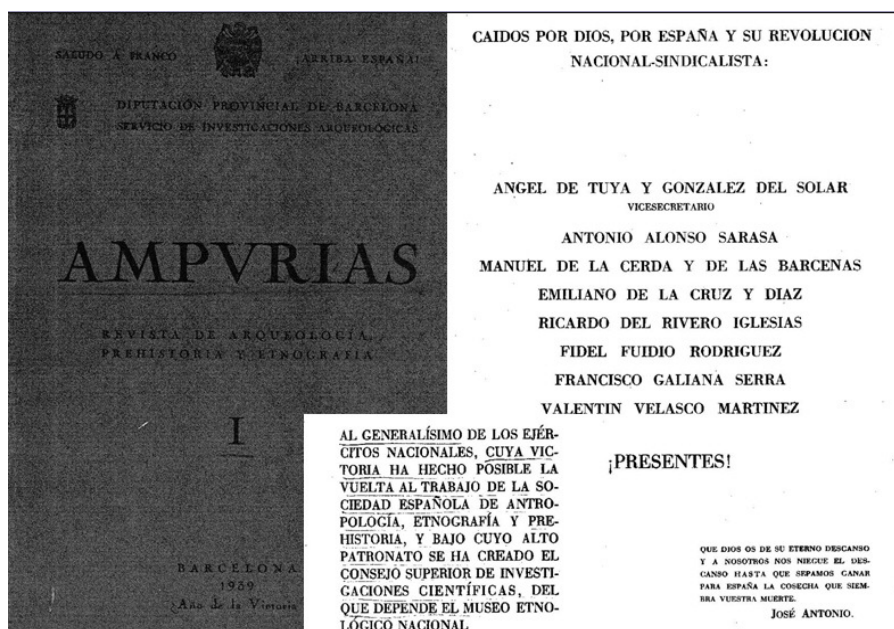 SALUDO A FRANCO
¡ARRIBA ESPAÑA!
DIPUTACIÓN PROVINCIAL DE BARCELONA
SERVICIO DE INVESTIGACIONES ARQUEOLÓGICAS
AMPVRIAS
REVISTA DE ARQUEOLOGÍA,
PREHISTORIA Y ETNOGRAFÍA
I
BARCELONA
1939
Año de la Victoria
CAIDOS POR DIOS, POR ESPAÑA Y SU REVOLUCION
NACIONAL-SINDICALISTA:
ANGEL DE TUYA Y GONZALEZ DEL SOLAR
VICESECRETARIO
ANTONIO ALONSO SARASA
MANUEL DE LA CERDA Y DE LAS BARCENAS
EMILIANO DE LA CRUZ Y DIAZ
RICARDO DEL RIVERO IGLESIAS
FIDEL FUIDIO RODRIGUEZ
FRANCISCO GALIANA SERRA
VALENTIN VELASCO MARTINEZ
¡PRESENTES!
QUE DIOS OS DE SU ETERNO DESCANSO
Y A NOSOTROS NOS NIEGUE EL DES-
CANSO HASTA QUE SEPAMOS GANAR
PARA ESPAÑA LA COSECHA QUE SIEM-
BRA VUESTRA MUERTE.
JOSÉ ANTONIO.
AL GENERALÍSIMO DE LOS EJÉR-
CITOS NACIONALES, CUYA VIC-
TORIA HA HECHO POSIBLE LA
VUELTA AL TRABAJO DE LA SO-
CIEDAD ESPAÑOLA DE ANTRO-
POLOGÍA, ETNOGRAFÍA Y PRE-
HISTORIA, Y BAJO CUYO ALTO
PATRONATO SE HA CREADO EL
CONSEJO SUPERIOR DE INVESTI-
GACIONES CIENTÍFICAS, DEL
QUE DEPENDE EL MUSEO ETNO-
LÓGICO NACIONAL